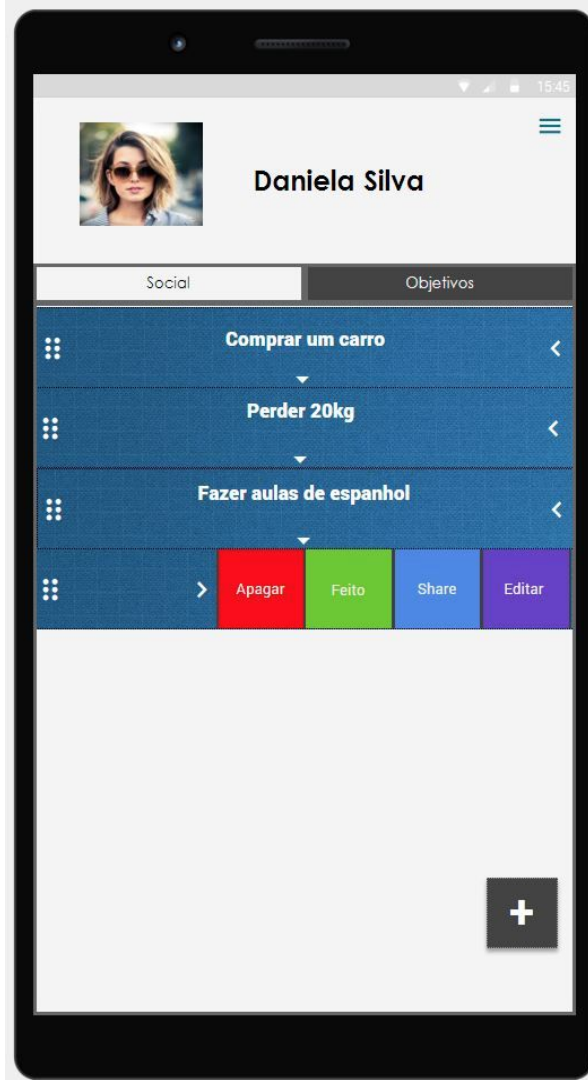 15:45
Daniela Silva
Social
Objetivos
Comprar um carro
Perder 20kg
Fazer aulas de espanhol
Apagar
Feito
Share
Editar
+